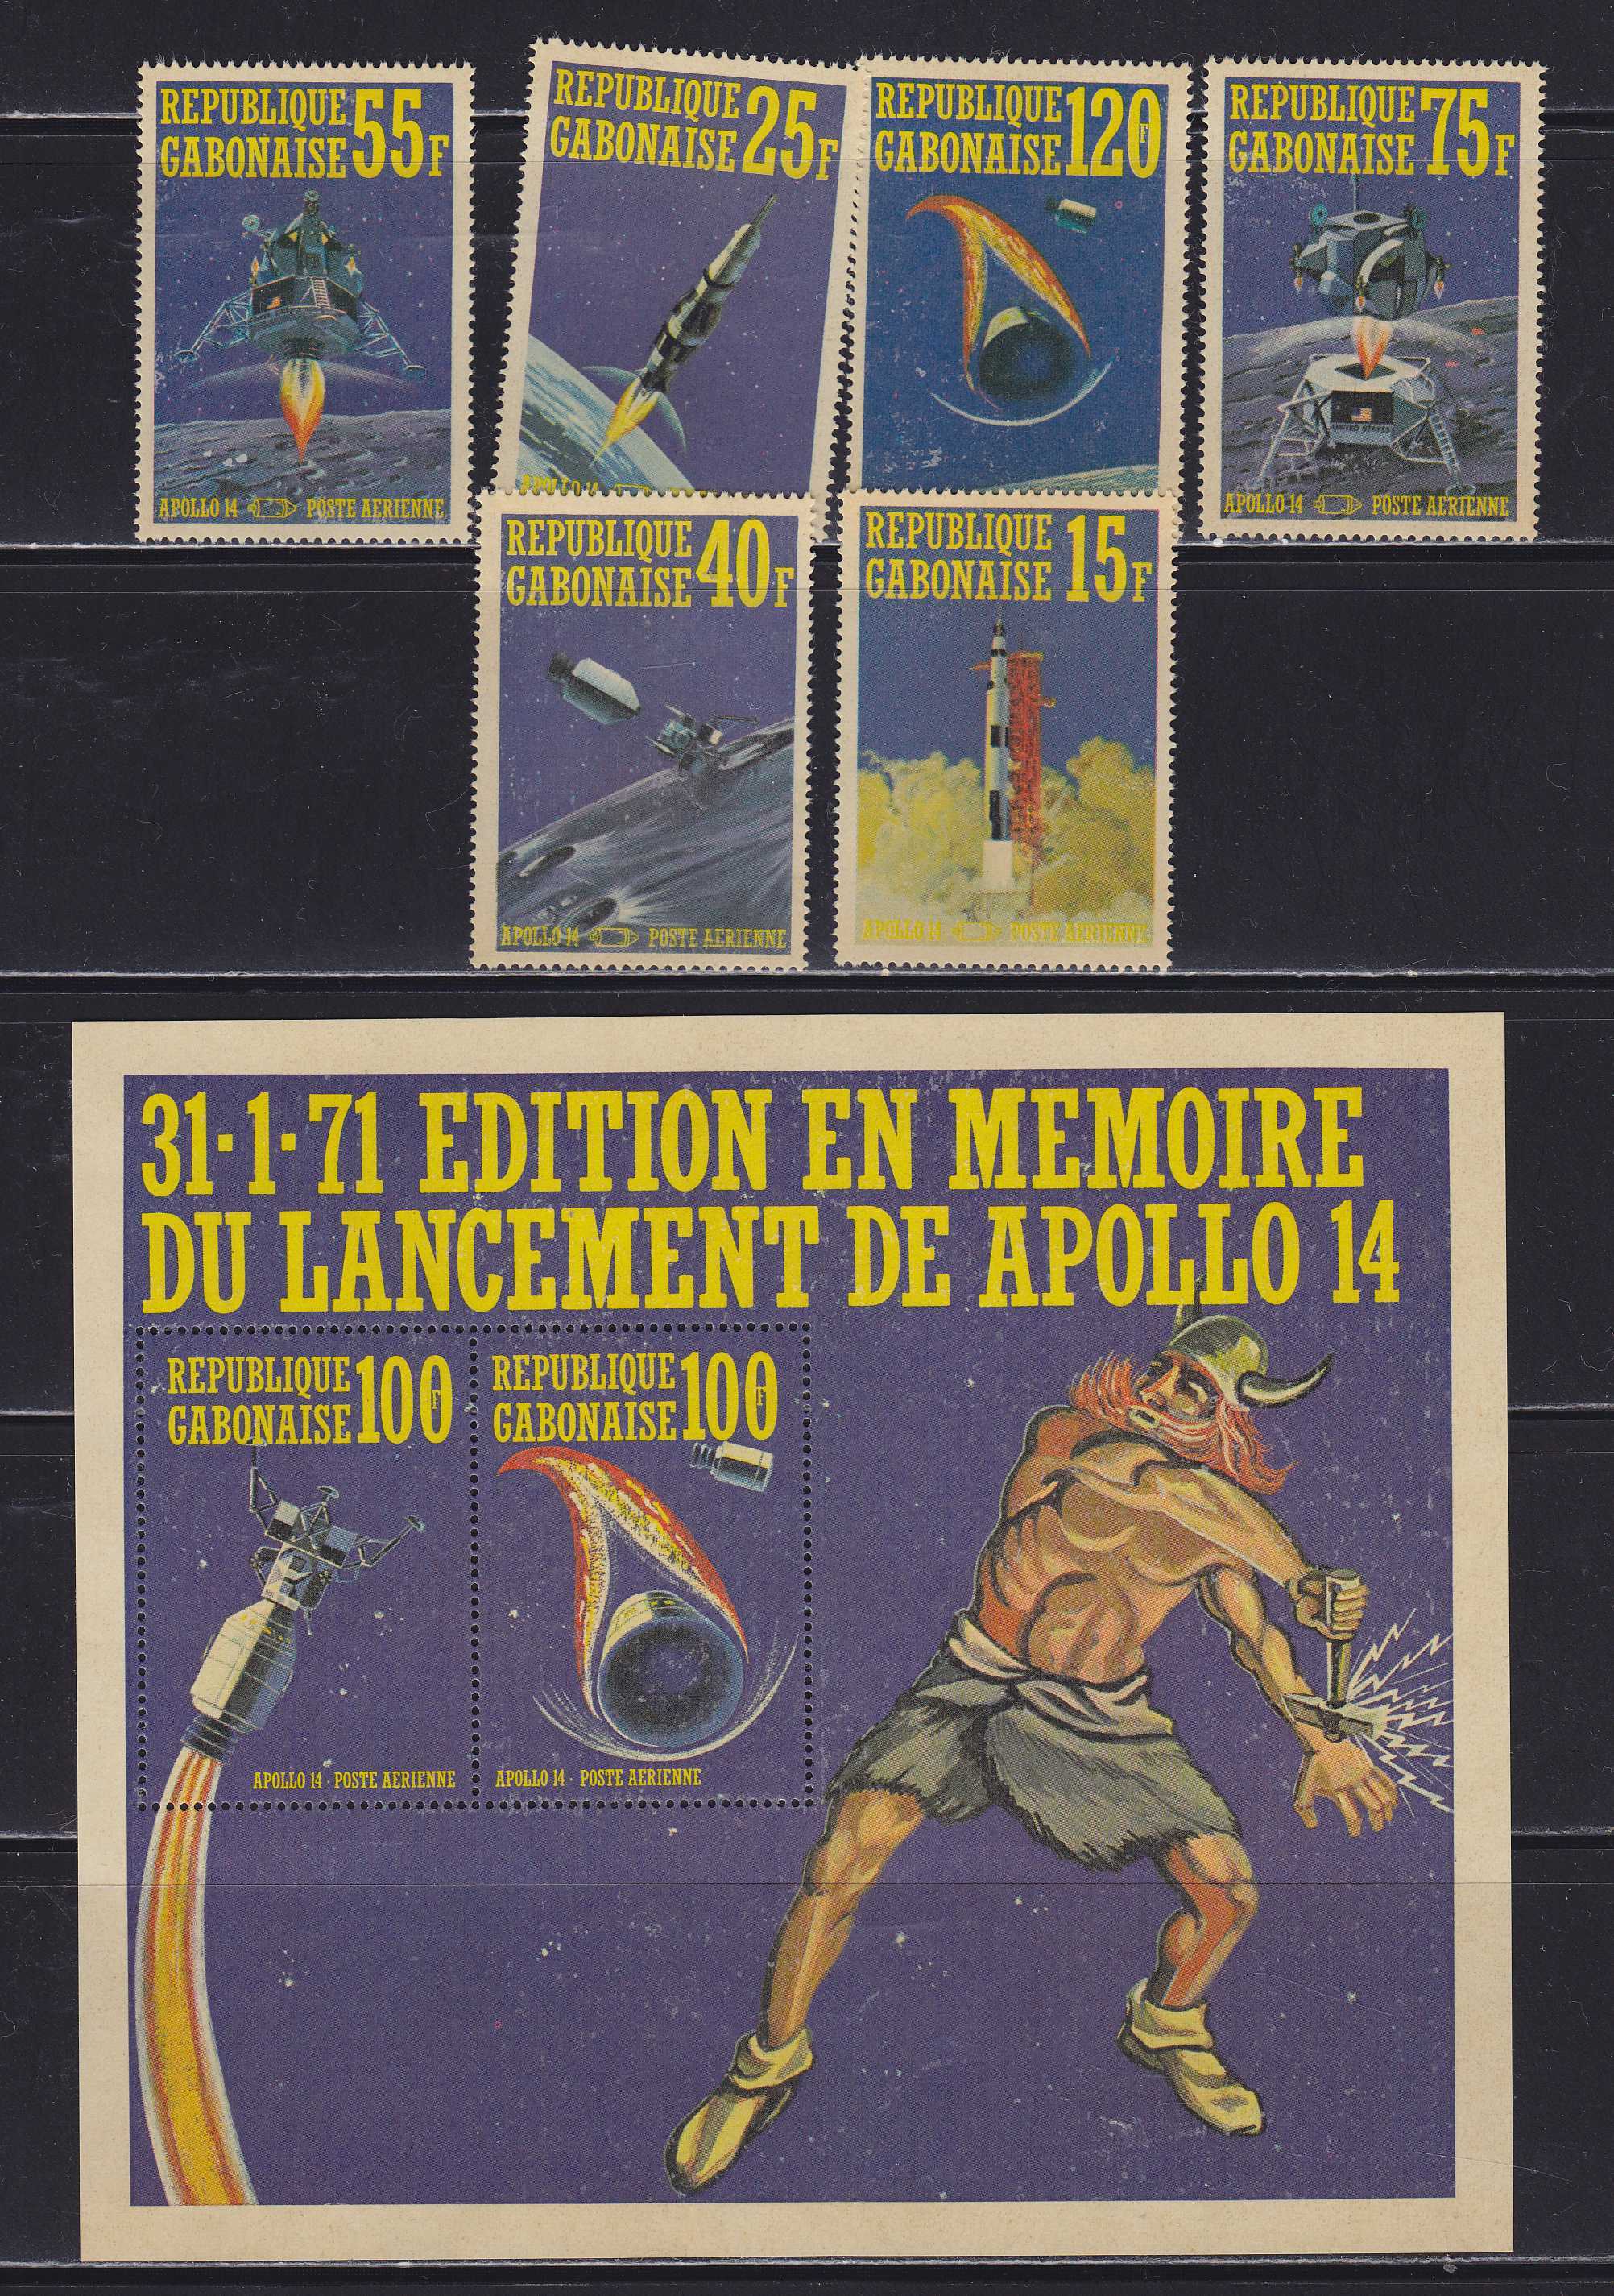 REPUBLIQUE
GABONAISE 55F
APOLLO 14 POSTE AERIENNE
REPUBLIQUE
GABONAISE 25F
APOLLO 14
REPUBLIQUE
GABONAISE 120F
REPUBLIQUE
GABONAISE 75F
UNITED STATES
APOLLO 14 POSTE AERIENNE
REPUBLIQUE
GABONAISE 40F
APOLLO 14 POSTE AERIENNE
REPUBLIQUE
GABONAISE 15F
APOLLO 14 POSTE AERIENNE
31·1·71 EDITION EN MEMOIRE
DU LANCEMENT DE APOLLO 14
REPUBLIQUE
GABONAISE 100F
APOLLO 14 · POSTE AERIENNE
REPUBLIQUE
GABONAISE 100F
APOLLO 14 · POSTE AERIENNE